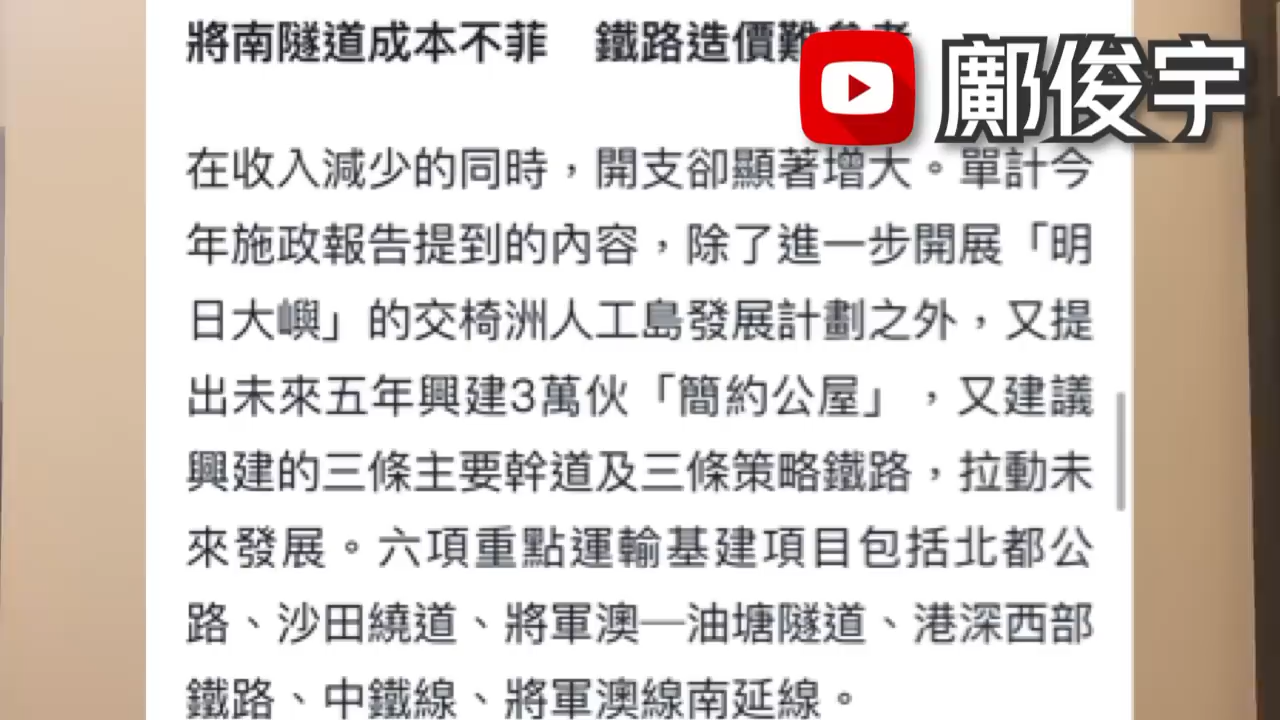 將南隧道成本不菲　鐵路造價難參考
鄺俊宇
在收入減少的同時，開支卻顯著增大。單計今
年施政報告提到的內容，除了進一步開展「明
日大嶼」的交椅洲人工島發展計劃之外，又提
出未來五年興建3萬伙「簡約公屋」，又建議
興建的三條主要幹道及三條策略鐵路，拉動未
來發展。六項重點運輸基建項目包括北都公
路、沙田繞道、將軍澳—油塘隧道、港深西部
鐵路、中鐵線、將軍澳線南延線。